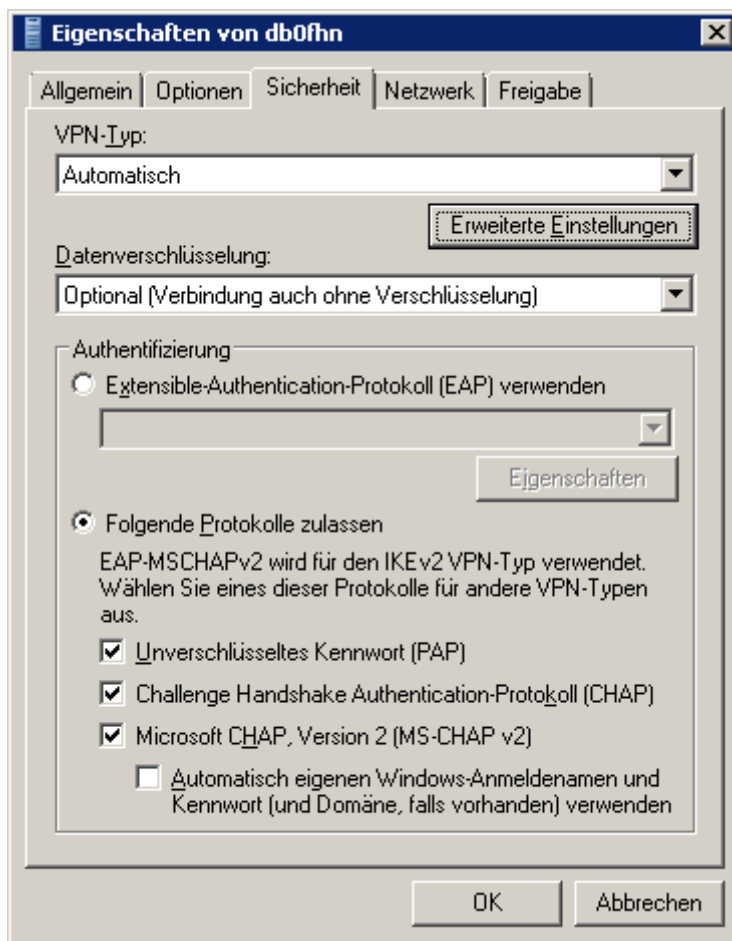 Eigenschaften von db0fhn
Allgemein Optionen Sicherheit Netzwerk Freigabe
VPN-Typ:
Automatisch
Erweiterte Einstellungen
Datenverschlüsselung:
Optional (Verbindung auch ohne Verschlüsselung)
Authentifizierung
Extensible-Authentication-Protokoll (EAP) verwenden
Eigenschaften
Folgende Protokolle zulassen
EAP-MSCHAPv2 wird für den IKEv2 VPN-Typ verwendet.
Wählen Sie eines dieser Protokolle für andere VPN-Typen
aus.
Unverschlüsseltes Kennwort (PAP)
Challenge Handshake Authentication-Protokoll (CHAP)
Microsoft CHAP, Version 2 (MS-CHAP v2)
Automatisch eigenen Windows-Anmeldenamen und
Kennwort (und Domäne, falls vorhanden) verwenden
OK Abbrechen